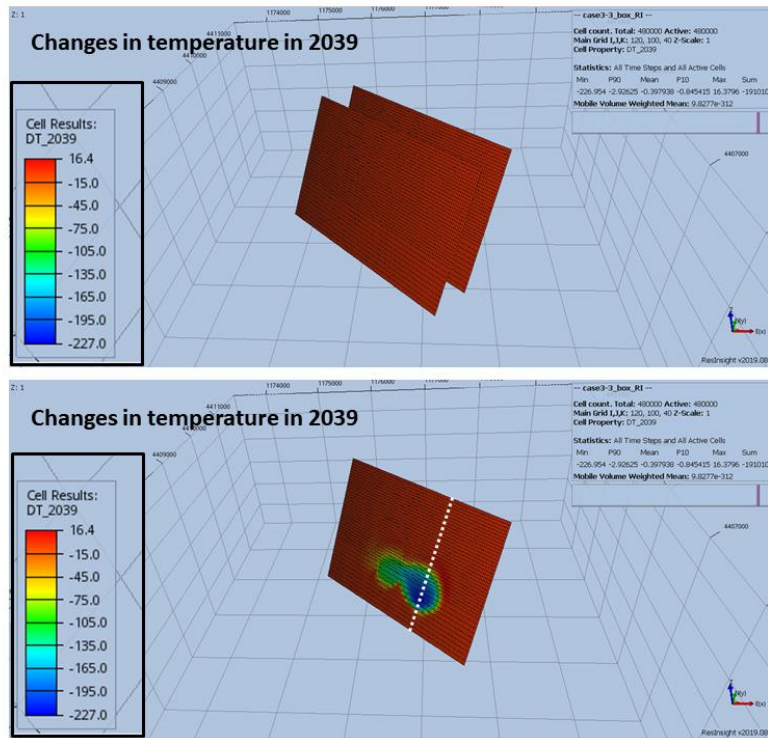 Z: 1
Changes in temperature in 2039
1174000
1175000
1176000
1177000
4411000
4410000
4409000
4407000
-- case3-3_box_RI --
Cell count. Total: 480000 Active: 480000
Main Grid I,J,K: 120, 100, 40 Z-Scale: 1
Cell Property: DT_2039
Statistics: All Time Steps and All Active Cells
Min P90 Mean P10 Max Sum
-226.954 -2.92625 -0.397938 -0.845415 16.3796 -191010
Mobile Volume Weighted Mean: 9.8277e-312
Cell Results:
DT_2039
16.4
-15.0
-45.0
-75.0
-105.0
-135.0
-165.0
-195.0
-227.0
Z
N(y)
E(x)
ResInsight v2019.08
Z: 1
Changes in temperature in 2039
1174000
1175000
1176000
4411000
4409000
4407000
-- case3-3_box_RI --
Cell count. Total: 480000 Active: 480000
Main Grid I,J,K: 120, 100, 40 Z-Scale: 1
Cell Property: DT_2039
Statistics: All Time Steps and All Active Cells
Min P90 Mean P10 Max Sum
-226.954 -2.92625 -0.397938 -0.845415 16.3796 -191010
Mobile Volume Weighted Mean: 9.8277e-312
Cell Results:
DT_2039
16.4
-15.0
-45.0
-75.0
-105.0
-135.0
-165.0
-195.0
-227.0
Z
N(y)
E(x)
ResInsight v2019.08